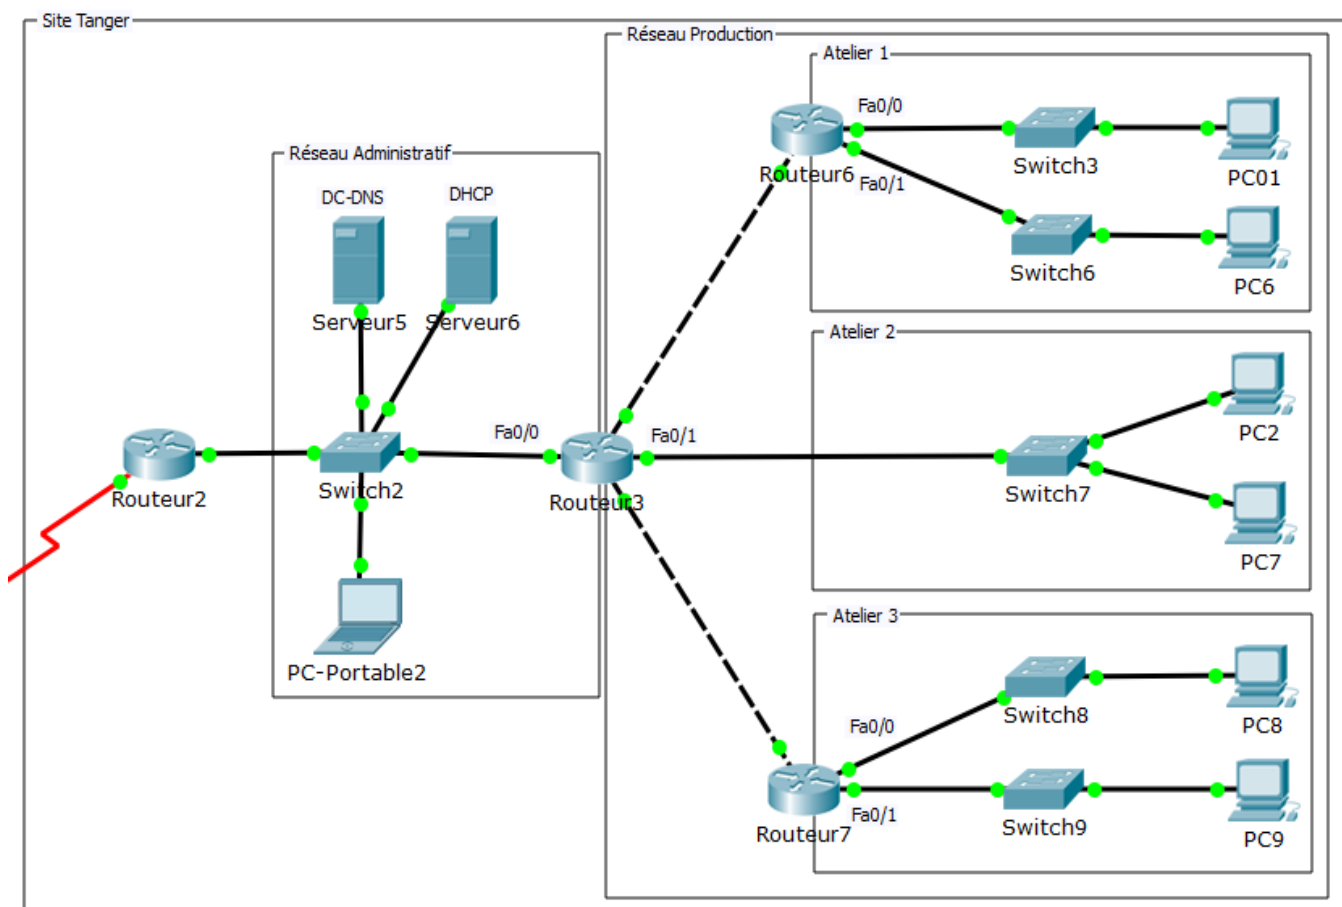 Site Tanger
Réseau Production
Atelier 1
Fa0/0
Switch3
PC01
Routeur6
Fa0/1
Switch6
PC6
Réseau Administratif
DC-DNS
DHCP
Serveur5
Serveur6
Atelier 2
PC2
Fa0/0
Fa0/1
Routeur2
Switch2
Routeur3
Switch7
PC7
PC-Portable2
Atelier 3
Fa0/0
Switch8
PC8
Routeur7
Fa0/1
Switch9
PC9